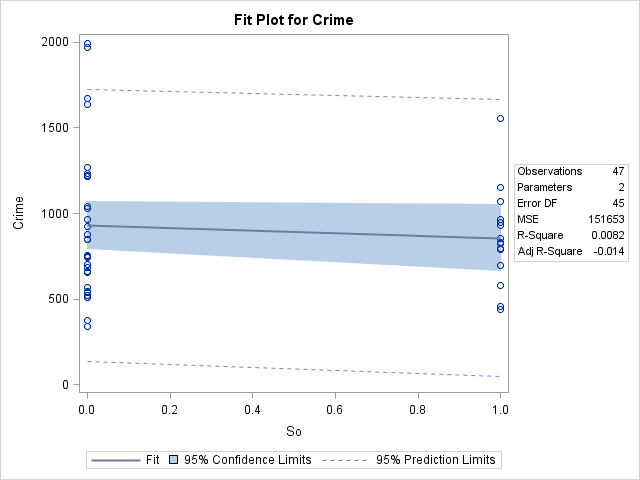 Fit Plot for Crime
2000
1500
1000
500
0
Crime
0.0 0.2 0.4 0.6 0.8 1.0
So
Observations 47
Parameters 2
Error DF 45
MSE 151653
R-Square 0.0082
Adj R-Square -0.014
Fit 95% Confidence Limits 95% Prediction Limits